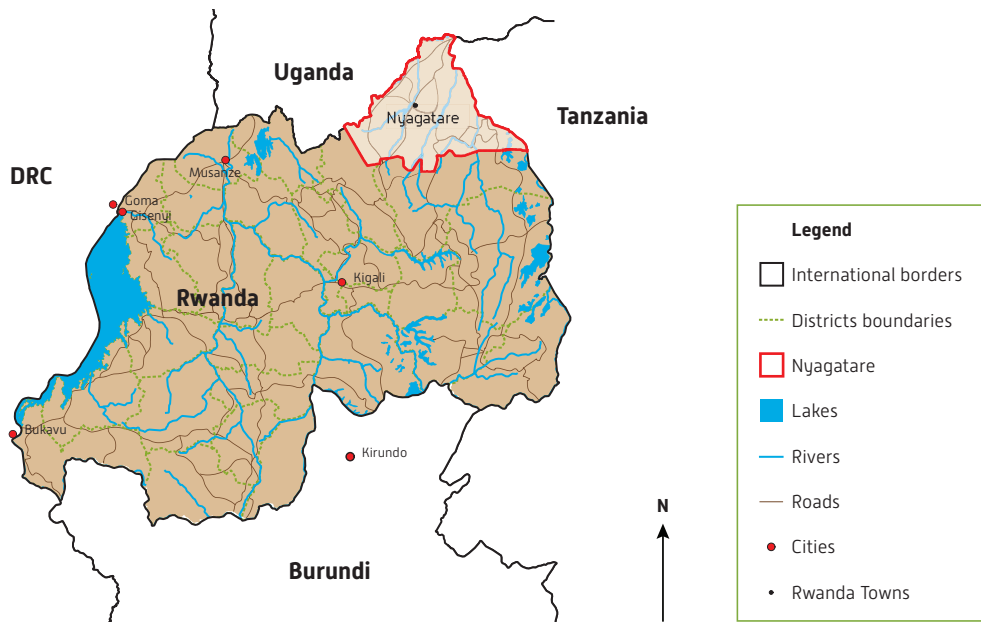 Uganda
Tanzania
Nyagatare
DRC
Musanze
Goma
Gisenyi
Kigali
Rwanda
Bukavu
Kirundo
Burundi
N
Legend
International borders
Districts boundaries
Nyagatare
Lakes
Rivers
Roads
Cities
Rwanda Towns